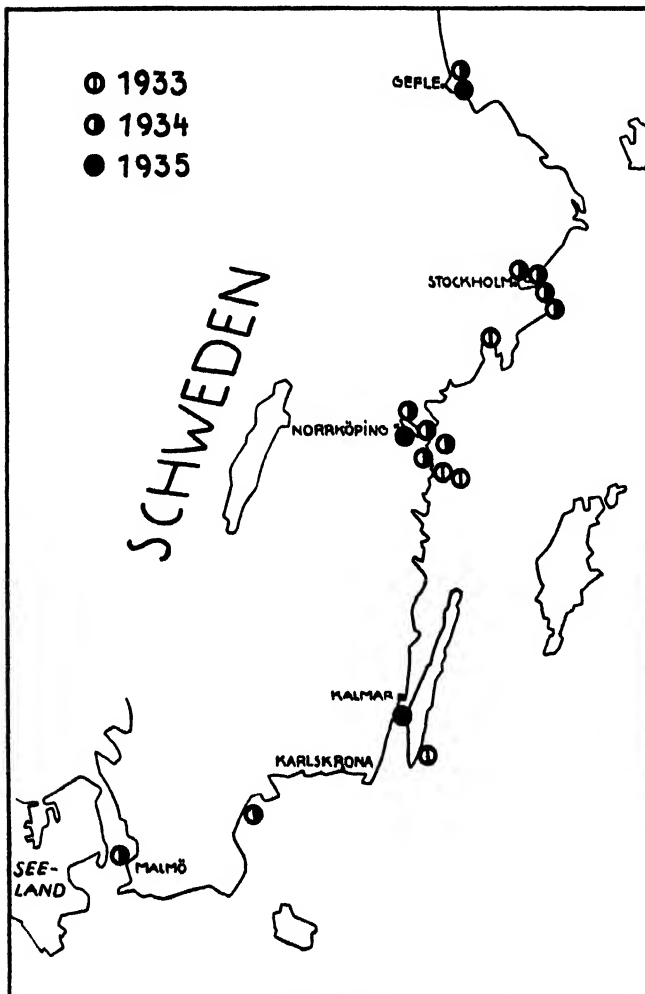 1933
1934
1935
GEFLE
STOCKHOLM
SCHWEDEN
NORRKÖPING
KALMAR
KARLSKRONA
MALMÖ
SEE-
LAND